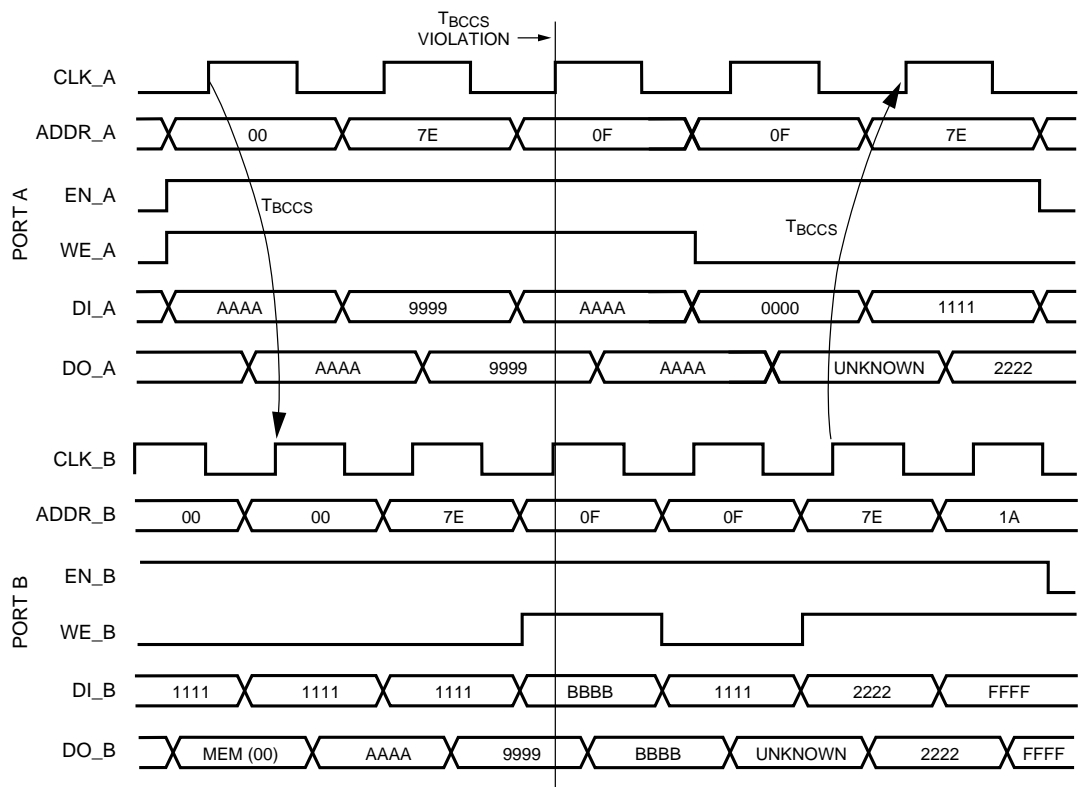 TBCCS
VIOLATION
CLK_A
ADDR_A 00 7E 0F 0F 7E
PORT A
EN_A
TBCCS
TBCCS
WE_A
DI_A AAAA 9999 AAAA 0000 1111
DO_A AAAA 9999 AAAA UNKNOWN 2222
CLK_B
ADDR_B 00 00 7E 0F 0F 7E 1A
PORT B
EN_B
WE_B
DI_B 1111 1111 1111 BBBB 1111 2222 FFFF
DO_B MEM (00) AAAA 9999 BBBB UNKNOWN 2222 FFFF